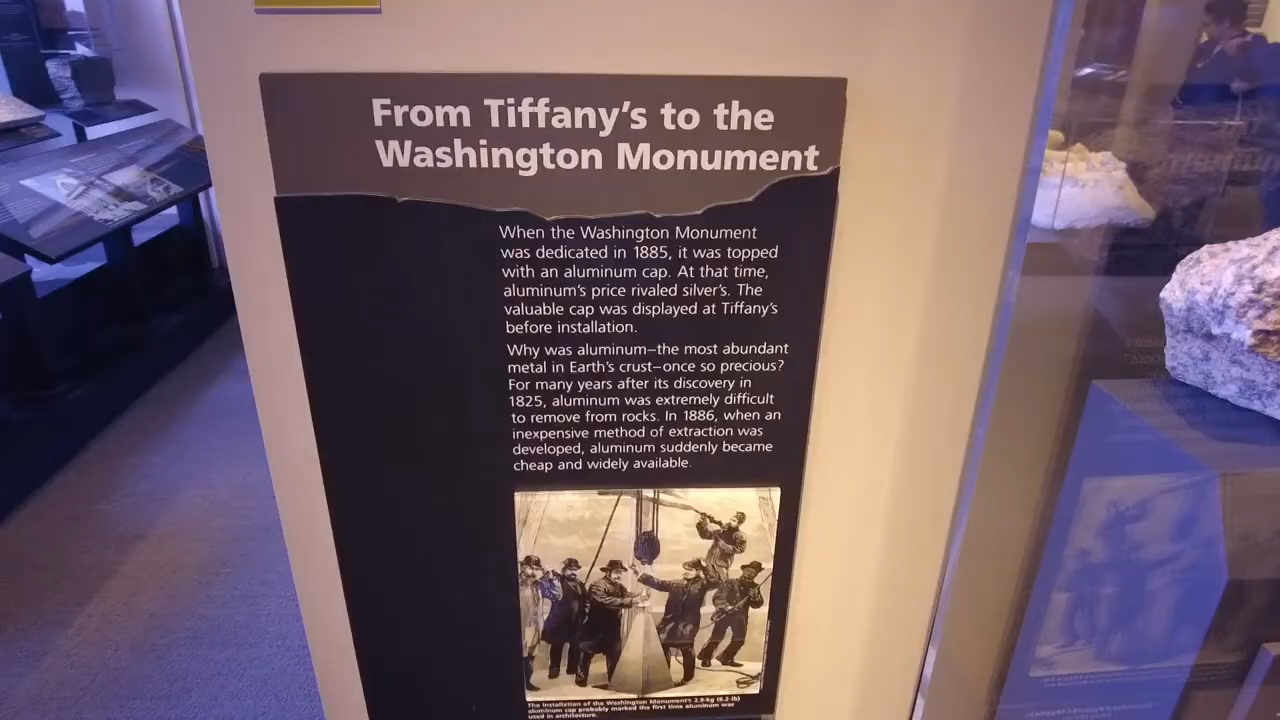 From Tiffany's to the
Washington Monument
When the Washington Monument
was dedicated in 1885, it was topped
with an aluminum cap. At that time,
aluminum's price rivaled silver's. The
valuable cap was displayed at Tiffany's
before installation.
Why was aluminum—the most abundant
metal in Earth's crust—once so precious?
For many years after its discovery in
1825, aluminum was extremely difficult
to remove from rocks. In 1886, when an
inexpensive method of extraction was
developed, aluminum suddenly became
cheap and widely available.
The installation of the Washington Monument's 2.8-kg (6.2-lb)
aluminum cap probably marked the first time aluminum was
used in architecture.